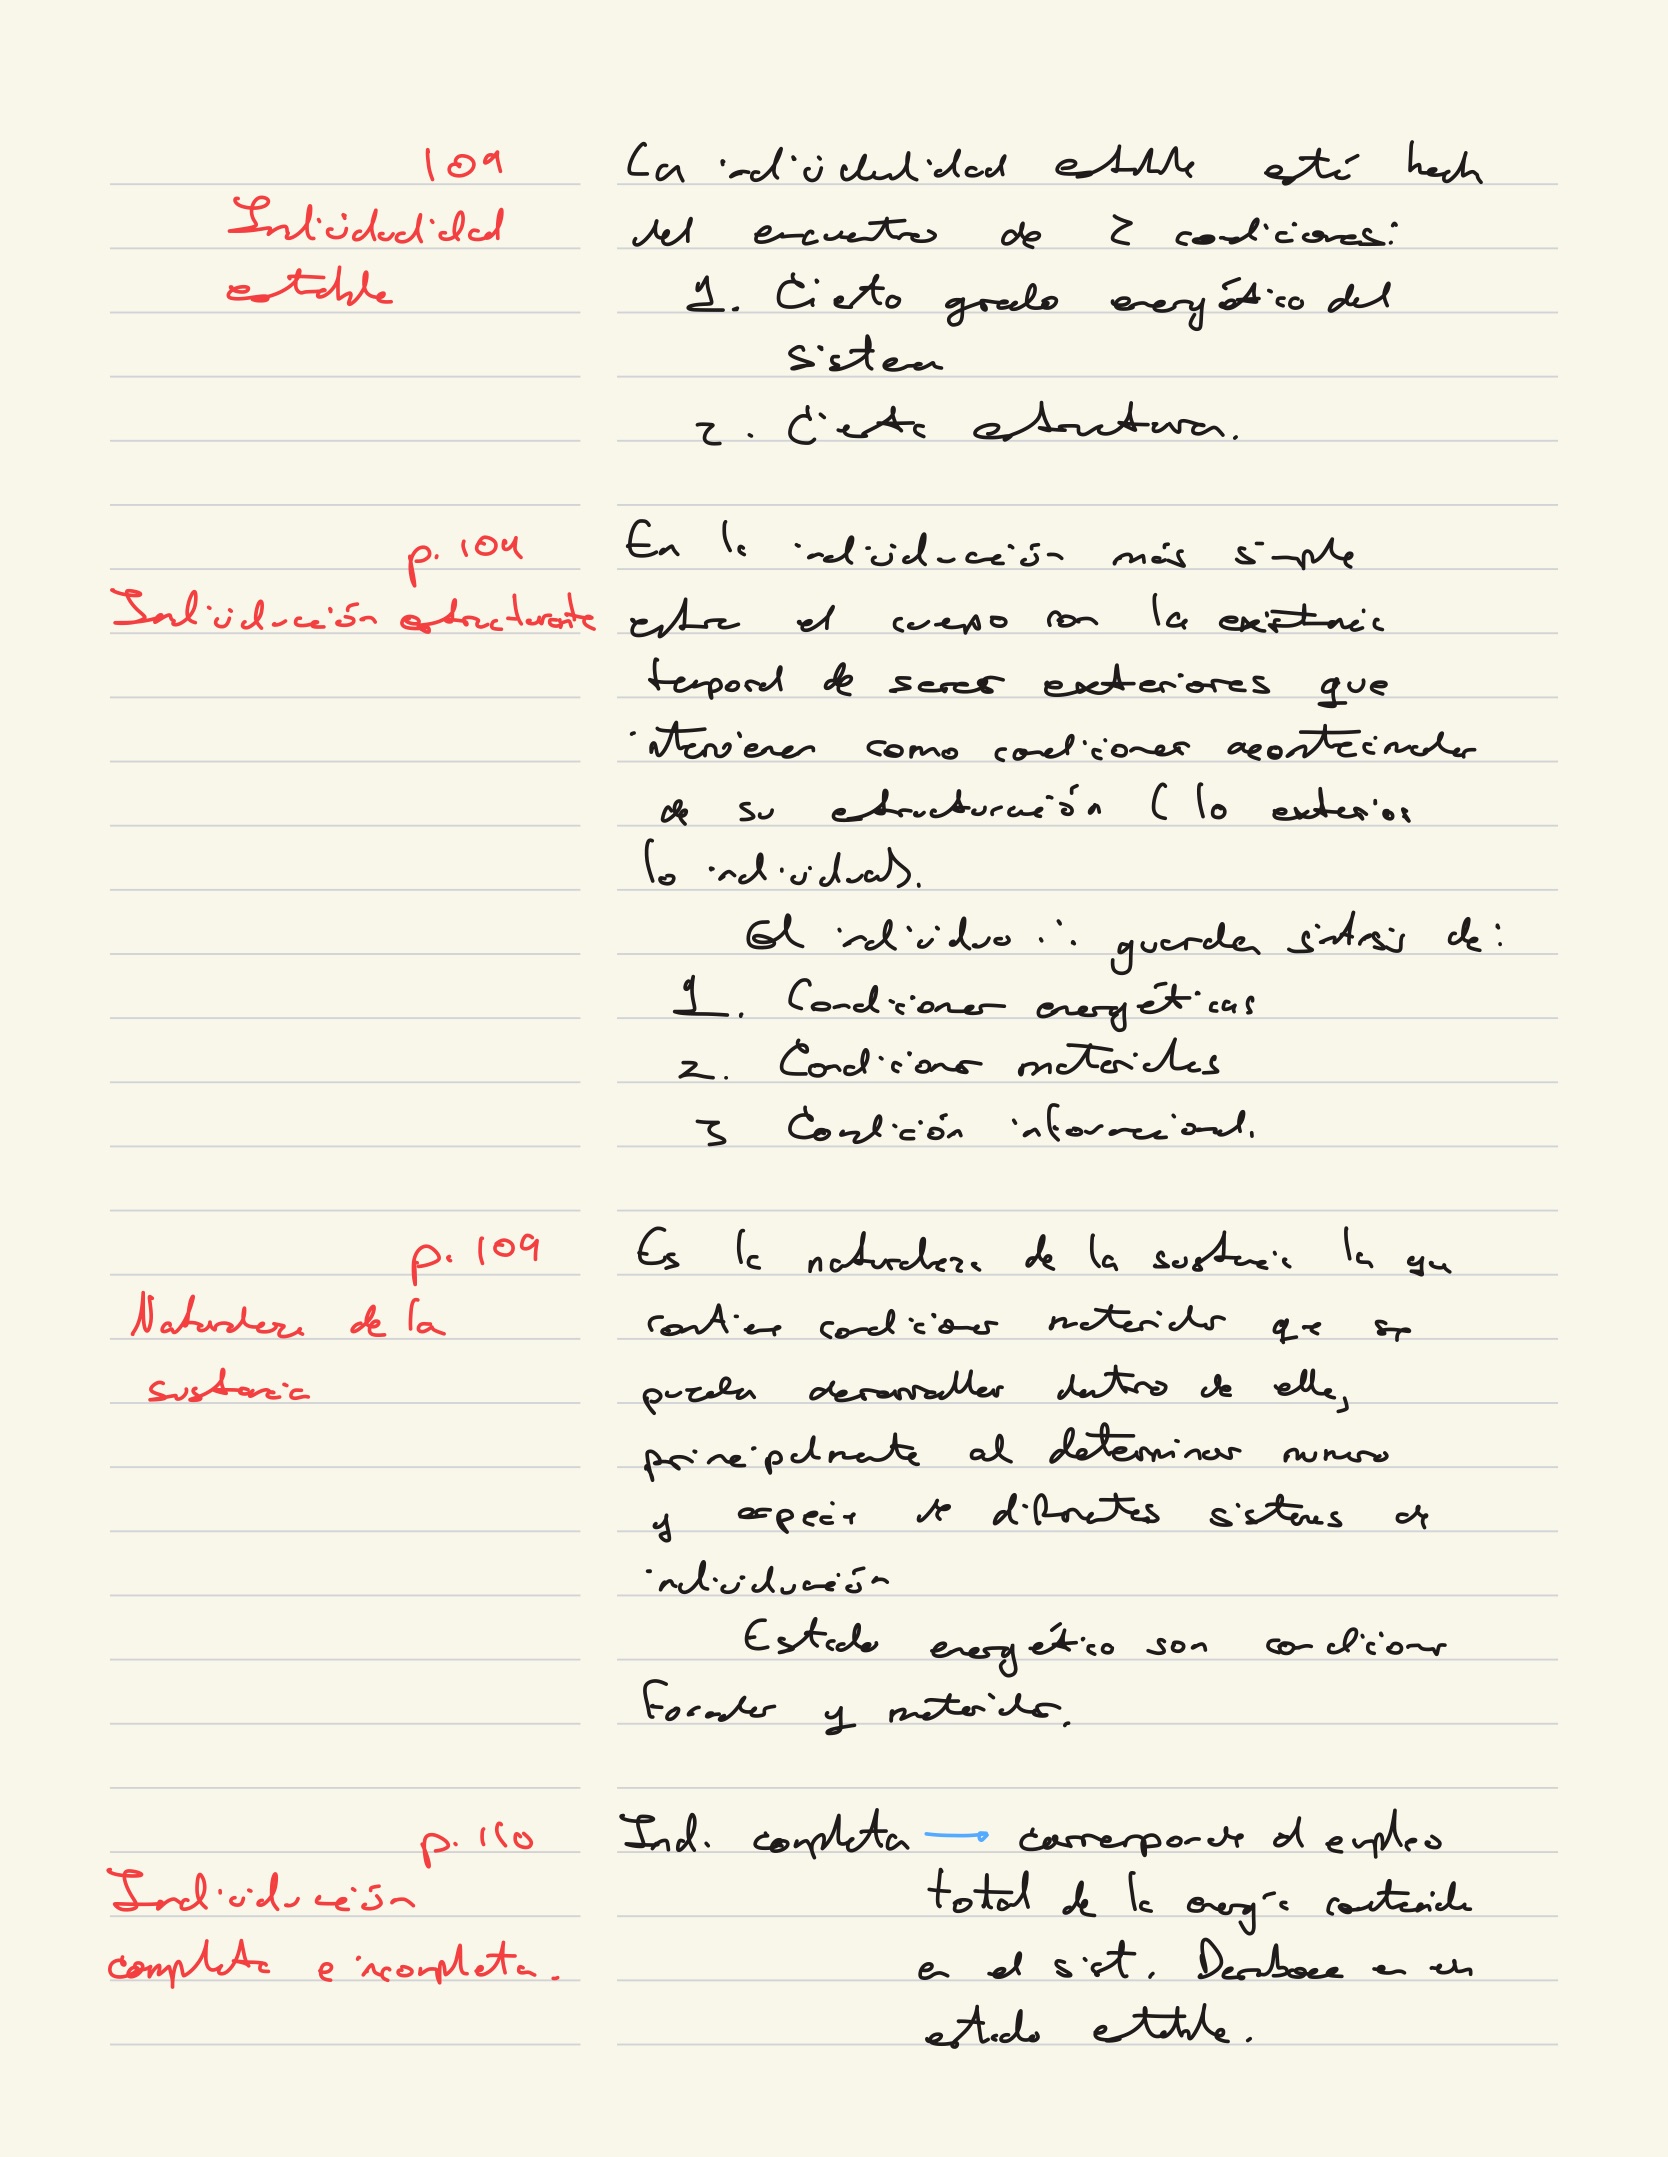 109
Individualidad
estable
La individualidad estable está hecha
del encuentro de 2 condiciones:
1. Cierto grado energético del
sistema
2. Cierta estructura.
p. 104
Individuación estructurante
En la individuación más simple
entra el cuerpo con la existencia
temporal de seres exteriores que
intervienen como condiciones
de su estructuración (lo exterior
lo individual).
El individuo ∴ guarda síntesis de:
1. Condiciones energéticas
2. Condiciones materiales
3 Condición informacional.
p. 109
Naturaleza de la
sustancia
Es la naturaleza de la sustancia la que
contiene condiciones materiales que se
puedan desarrollar dentro de ella,
principalmente al determinar numero
y especie de diferentes sistemas de
individuación
Estado energético son condiciones
Formales y materiales.
p. 110
Individuación
completa e incompleta.
Ind. completa → corresponde al empleo
total de la energía contenida
en el sist. Desemboca en un
estado estable.